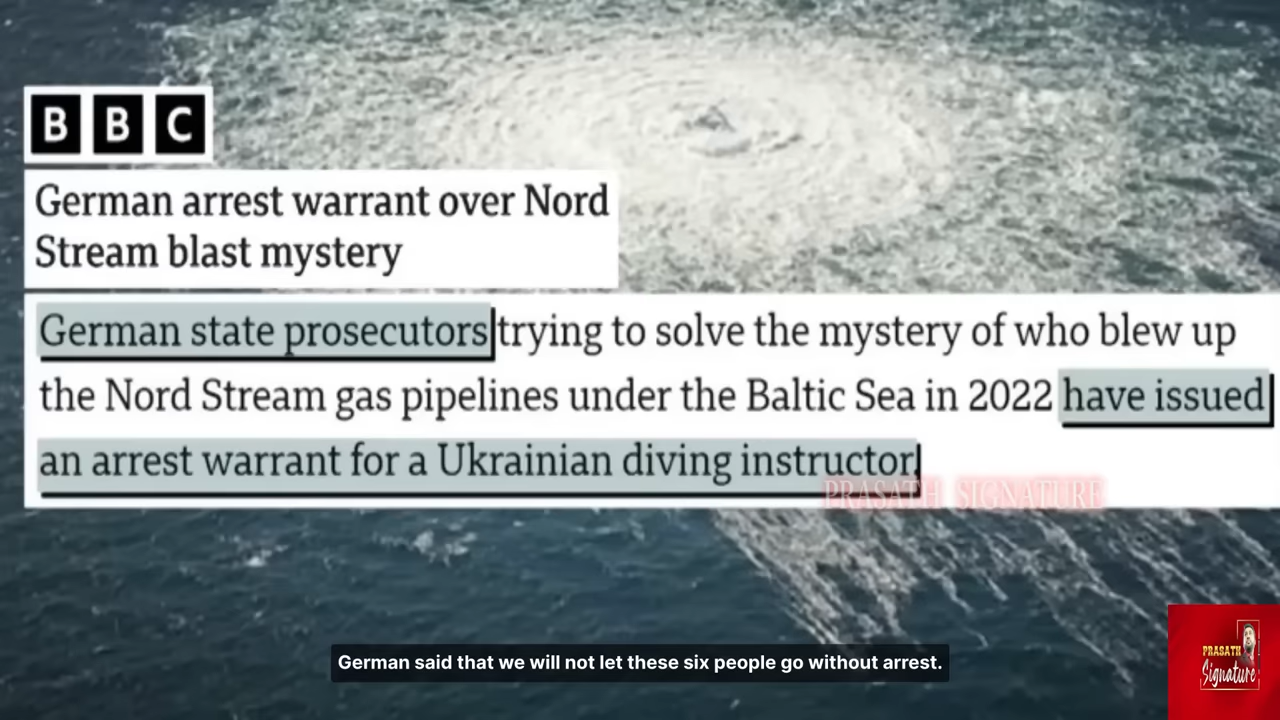 BBC
German arrest warrant over Nord
Stream blast mystery
German state prosecutors trying to solve the mystery of who blew up
the Nord Stream gas pipelines under the Baltic Sea in 2022 have issued
an arrest warrant for a Ukrainian diving instructor.
PRASATH SIGNATURE
German said that we will not let these six people go without arrest.
PRASATH
Signature